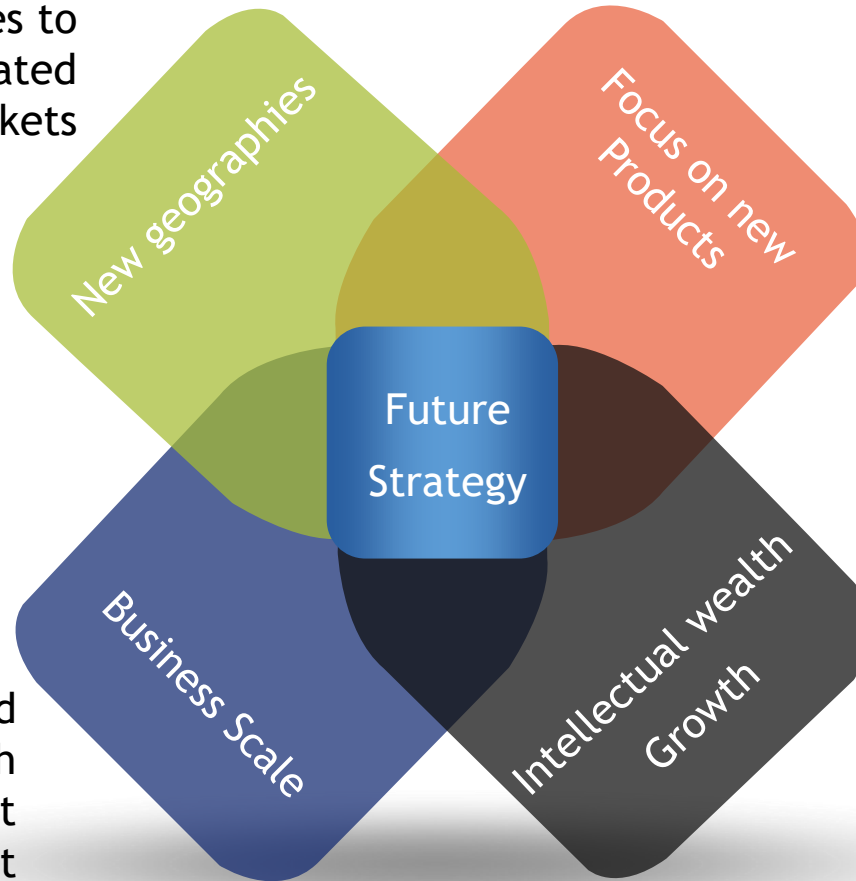 es to
ated
kets
New geographies
Focus on new
Products
Future
Strategy
Business Scale
Intellectual wealth
Growth
d
h
t
t